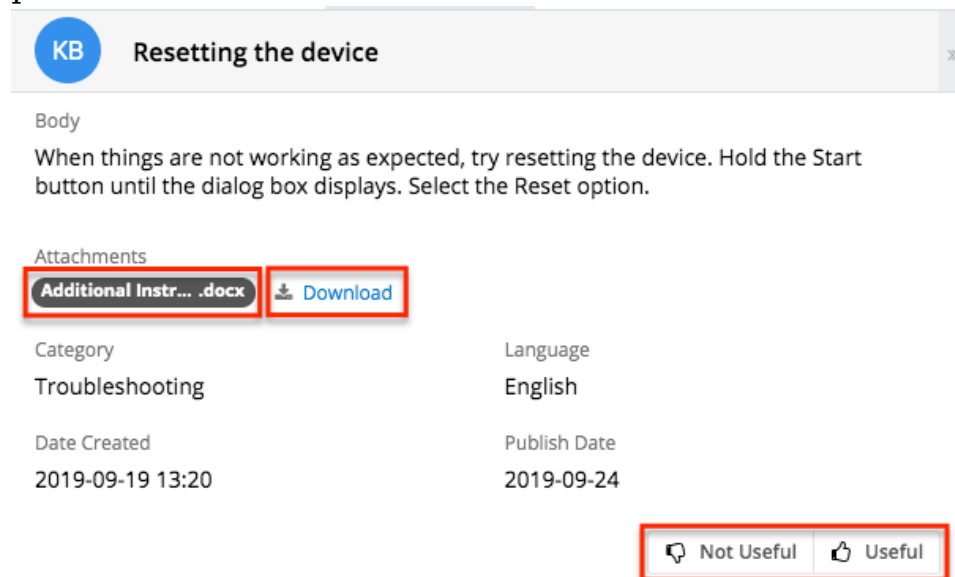 KB Resetting the device
Body
When things are not working as expected, try resetting the device. Hold the Start
button until the dialog box displays. Select the Reset option.
Attachments
Additional Instr... .docx Download
Category Language
Troubleshooting English
Date Created Publish Date
2019-09-19 13:20 2019-09-24
Not Useful Useful